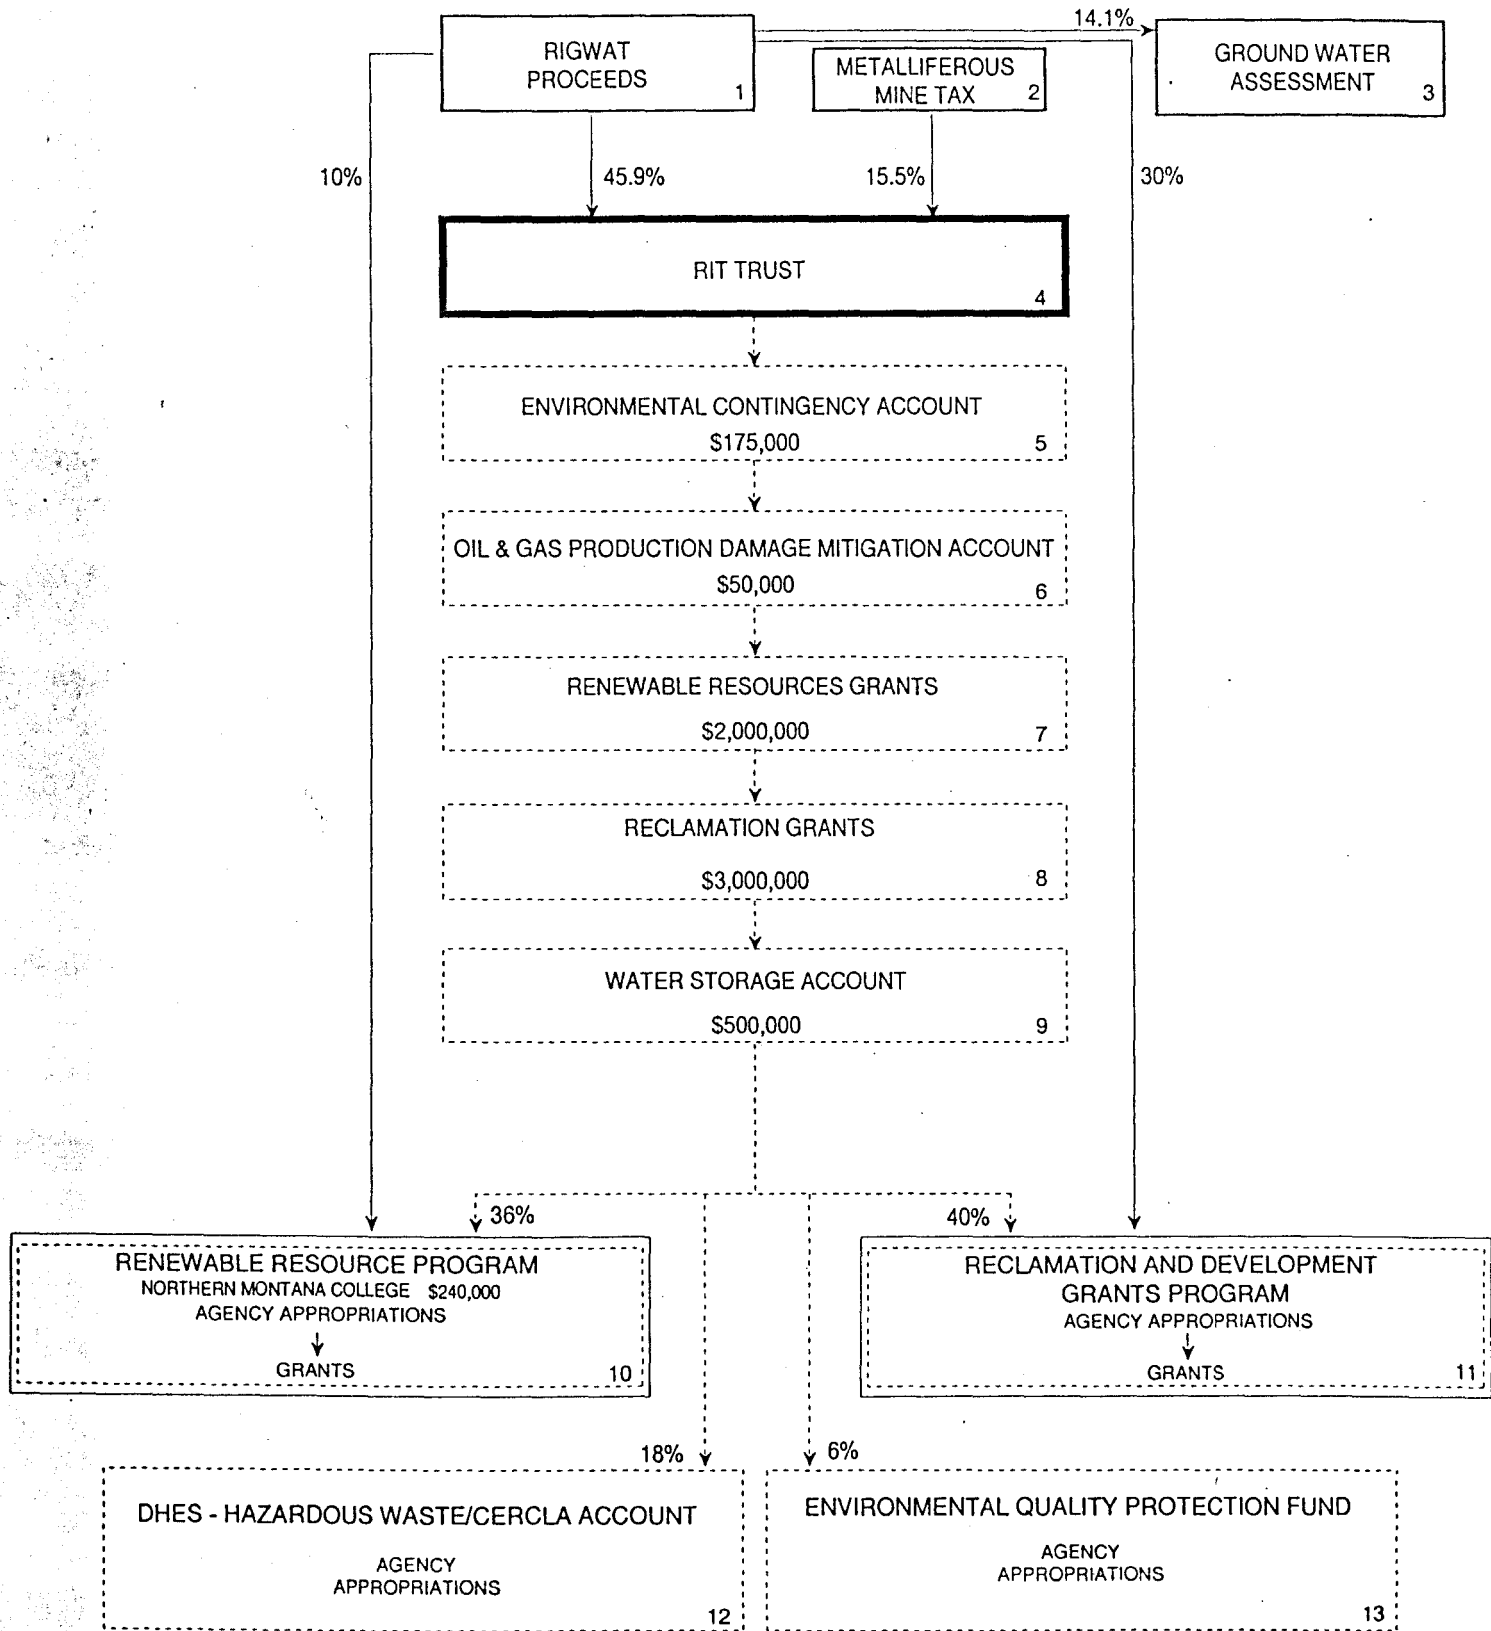 14.1%
RIGWAT
PROCEEDS
1
METALLIFEROUS
MINE TAX 2
GROUND WATER
ASSESSMENT
3
10%
45.9%
15.5%
30%
RIT TRUST
4
ENVIRONMENTAL CONTINGENCY ACCOUNT
$175,000
5
OIL & GAS PRODUCTION DAMAGE MITIGATION ACCOUNT
$50,000
6
RENEWABLE RESOURCES GRANTS
$2,000,000
7
RECLAMATION GRANTS
$3,000,000
8
WATER STORAGE ACCOUNT
$500,000
9
36%
40%
RENEWABLE RESOURCE PROGRAM
NORTHERN MONTANA COLLEGE $240,000
AGENCY APPROPRIATIONS
GRANTS
10
RECLAMATION AND DEVELOPMENT
GRANTS PROGRAM
AGENCY APPROPRIATIONS
GRANTS
11
18%
6%
DHES - HAZARDOUS WASTE/CERCLA ACCOUNT
AGENCY
APPROPRIATIONS
12
ENVIRONMENTAL QUALITY PROTECTION FUND
AGENCY
APPROPRIATIONS
13